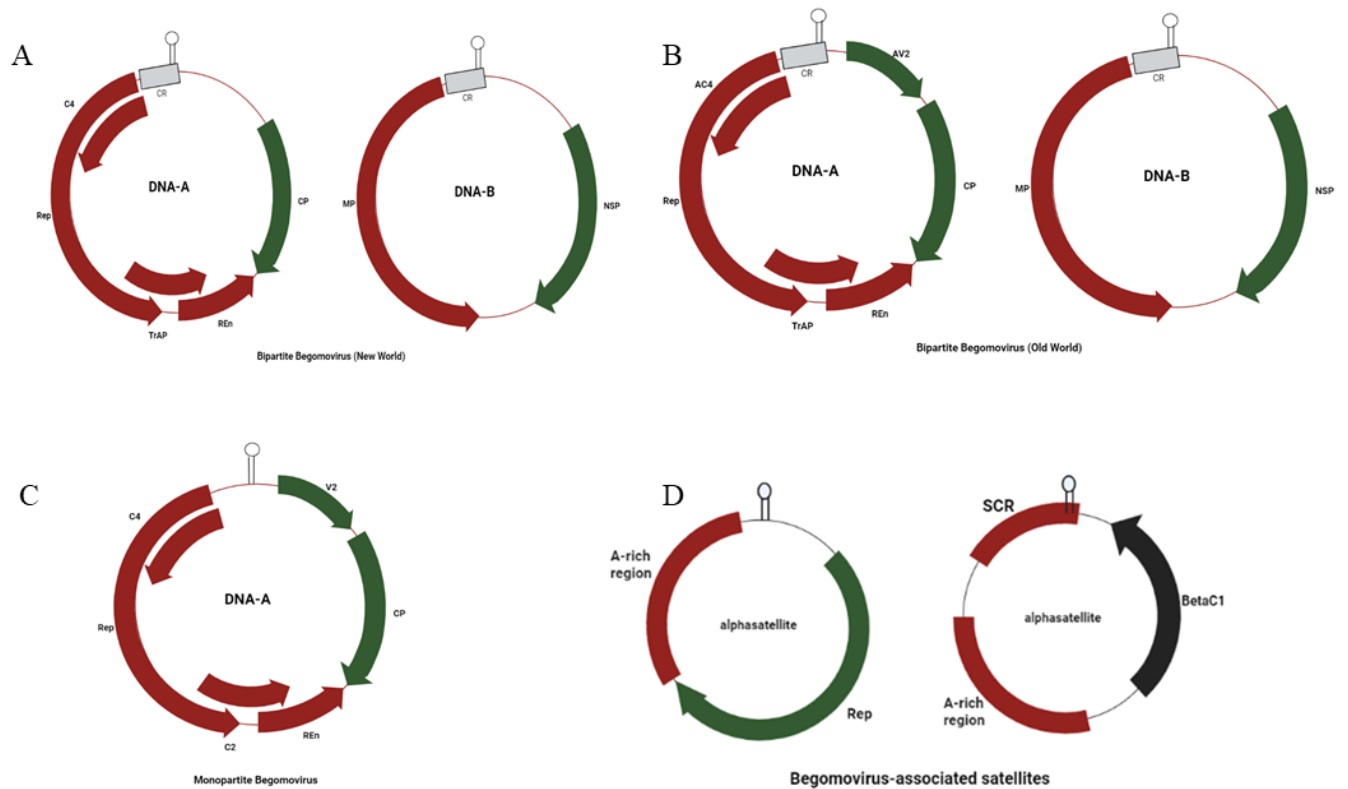 A
C4
CR
DNA-A
Rep
CP
TrAP
REn
CR
DNA-B
MP
NSP
Bipartite Begomovirus (New World)
B
AC4
CR
AV2
DNA-A
Rep
CP
TrAP
REn
CR
DNA-B
MP
NSP
Bipartite Begomovirus (Old World)
C
C4
V2
DNA-A
Rep
CP
C2
REn
Monopartite Begomovirus
D
A-rich
region
alphasatellite
Rep
SCR
alphasatellite
BetaC1
A-rich
region
Begomovirus-associated satellites